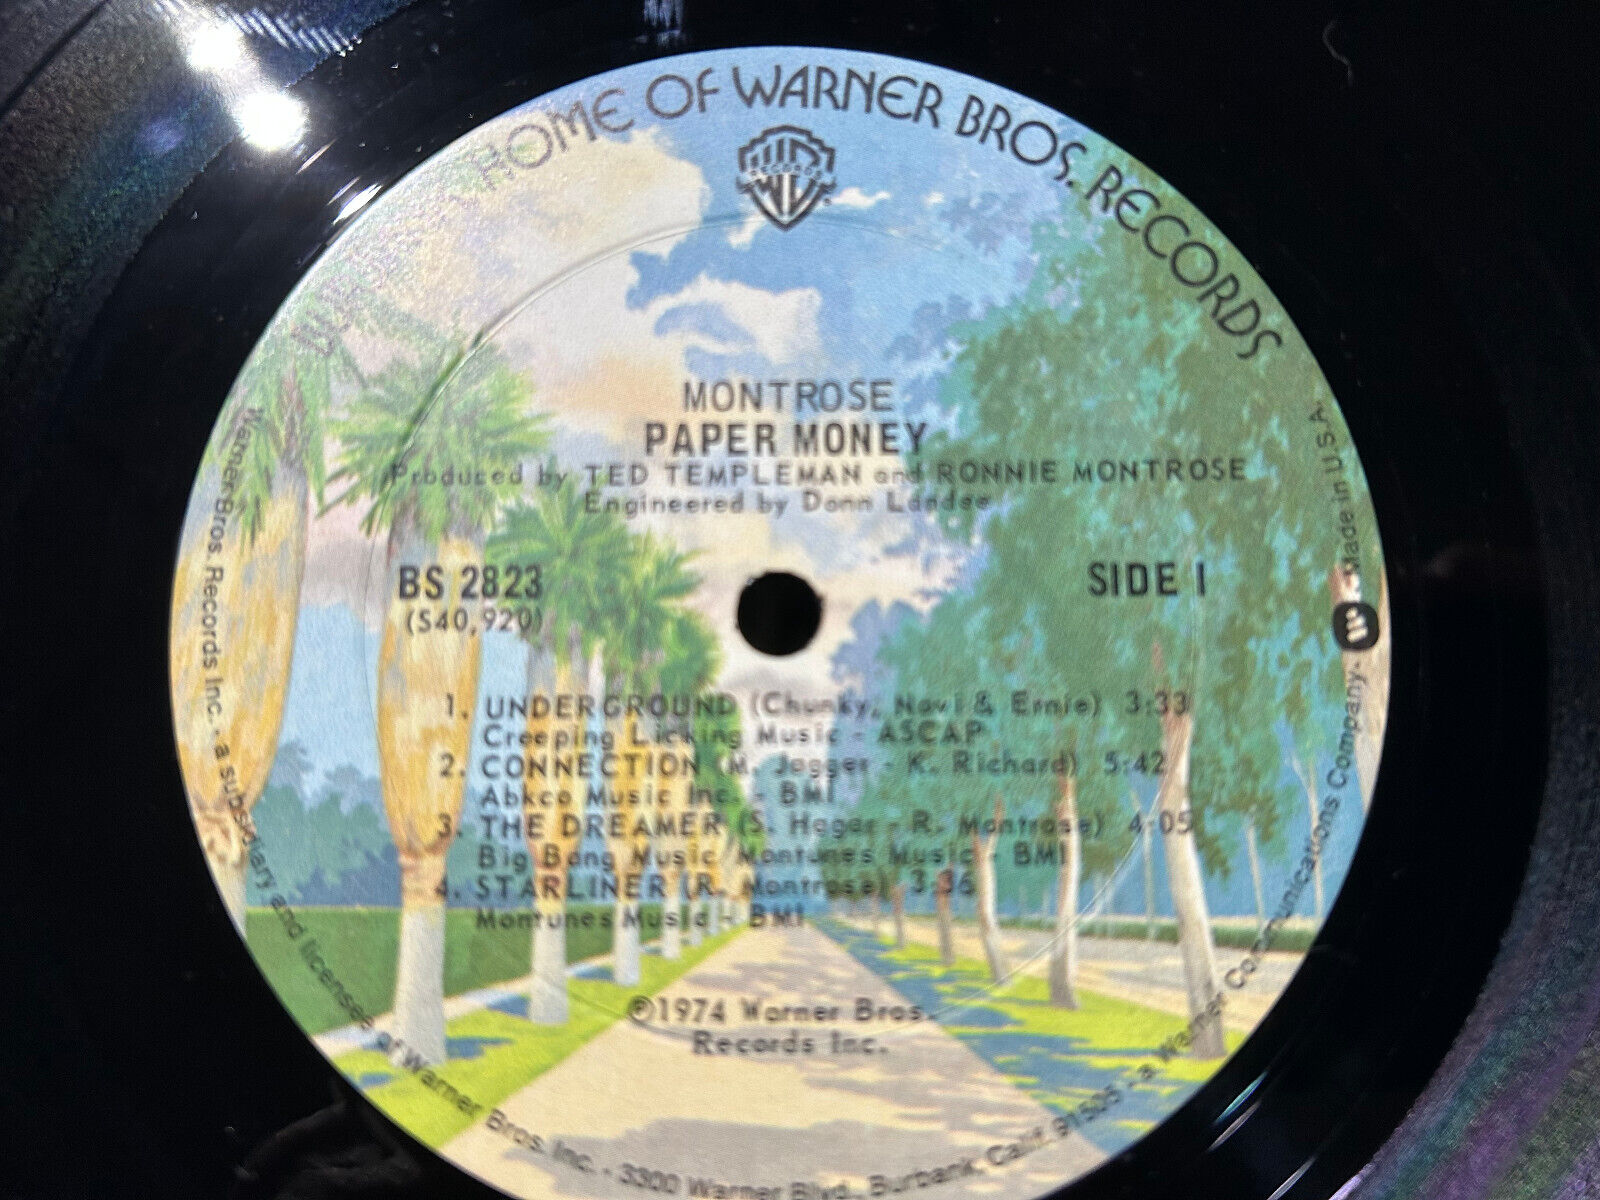 HOME OF WARNER BROS. RECORDS
W
RECORDS
MONTROSE
PAPER MONEY
Produced by TED TEMPLEMAN and RONNIE MONTROSE
Engineered by Donn Landee
BS 2823
(S40,920)
SIDE 1
1. UNDERGROUND (Chunky, Novi & Ernie) 3:33
Creeping Licking Music - ASCAP
2. CONNECTION (M. Jagger - K. Richard) 5:42
Abkco Music Inc. - BMI
3. THE DREAMER (S. Hagar - R. Montrose) 4:05
Big Bang Music/Montunes Music - BMI
4. STARLINER (R. Montrose) 3:36
Montunes Music - BMI
℗1974 Warner Bros.
Records Inc.
Warner Bros. Records Inc. - a subsidiary and licensee of Warner Bros. Inc. - 3300 Warner Blvd., Burbank, Calif. 91505 - a Warner Communications Company. Made in U.S.A.